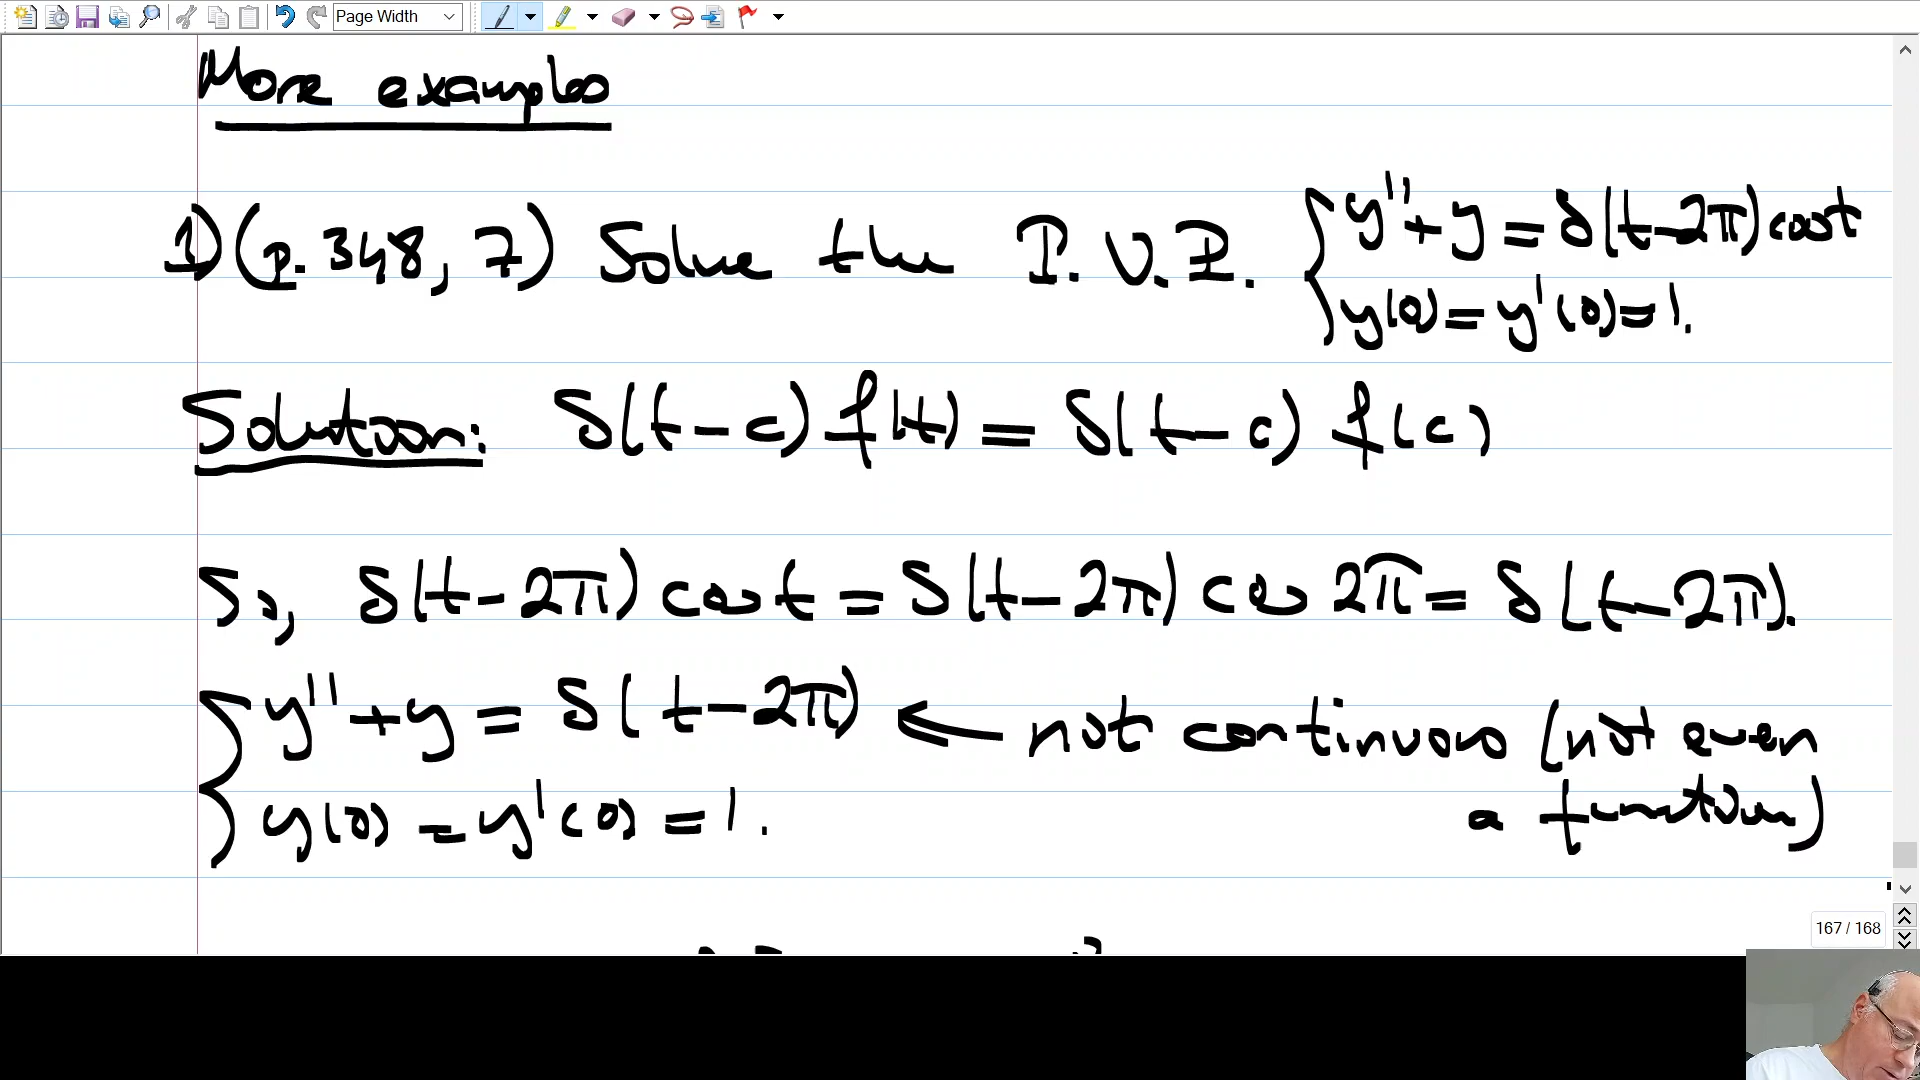 Page Width
More examples
1) (p. 348, 7) Solve the I.V.P. { y'' + y = δ(t-2π) cos t
y(0) = y'(0) = 1.
Solution: δ(t-c) f(t) = δ(t-c) f(c)
So, δ(t-2π) cos t = δ(t-2π) cos 2π = δ(t-2π).
{ y'' + y = δ(t-2π) ← not continuous (not even
a function)
y(0) = y'(0) = 1.
167 / 168